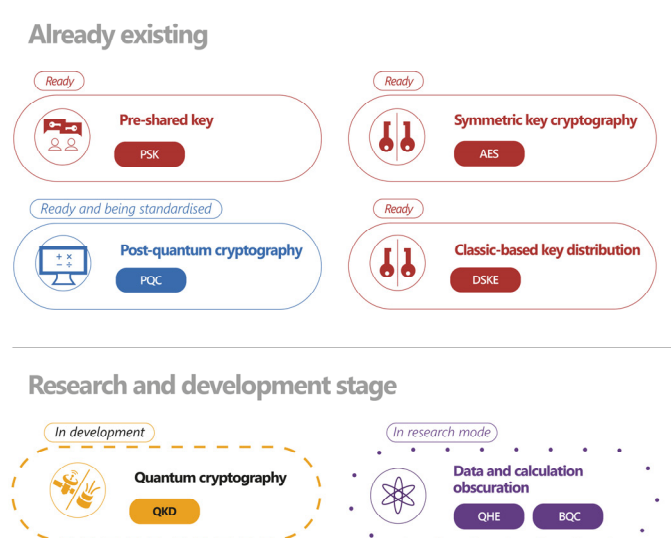 Already existing
Ready
Pre-shared key
PSK
Ready
Symmetric key cryptography
AES
Ready and being standardised
Post-quantum cryptography
PQC
Ready
Classic-based key distribution
DSKE
Research and development stage
In development
Quantum cryptography
QKD
In research mode
Data and calculation
obscuration
QHE
BQC